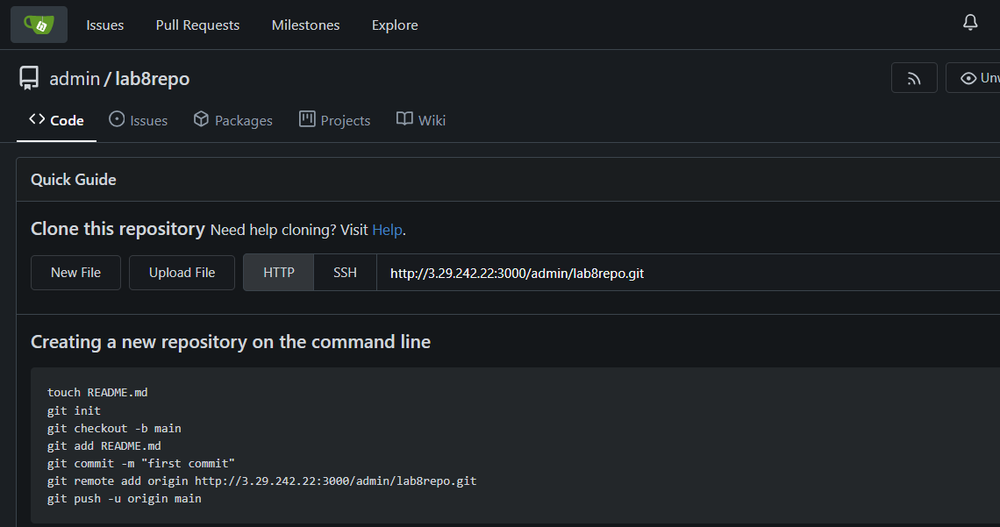 Issues Pull Requests Milestones Explore
admin / lab8repo
Code Issues Packages Projects Wiki
Quick Guide
Clone this repository Need help cloning? Visit Help.
New File Upload File HTTP SSH http://3.29.242.22:3000/admin/lab8repo.git
Creating a new repository on the command line
touch README.md
git init
git checkout -b main
git add README.md
git commit -m "first commit"
git remote add origin http://3.29.242.22:3000/admin/lab8repo.git
git push -u origin main